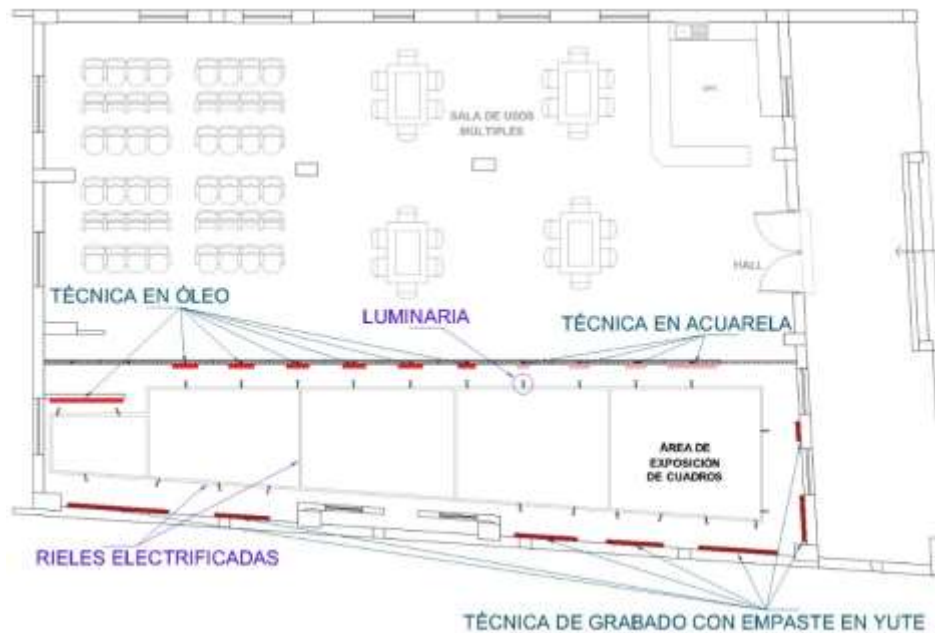 SALA DE USOS
MÚLTIPLES
HALL
TÉCNICA EN ÓLEO
LUMINARIA
TÉCNICA EN ACUARELA
ÁREA DE
EXPOSICIÓN
DE CUADROS
RIELES ELECTRIFICADAS
TÉCNICA DE GRABADO CON EMPASTE EN YUTE